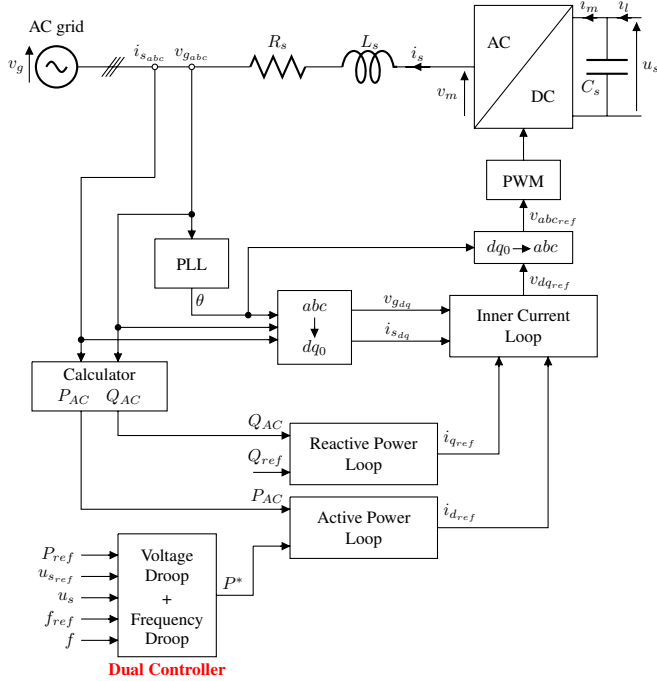 AC grid
v_g
i_{s_{abc}}
v_{g_{abc}}
R_s
L_s
i_s
v_m
AC
DC
i_m
i_l
C_s
u_s
PWM
v_{abc_{ref}}
dq_0 → abc
v_{dq_{ref}}
PLL
θ
abc
↓
dq_0
v_{g_{dq}}
i_{s_{dq}}
Inner Current
Loop
Calculator
P_{AC} Q_{AC}
Q_{AC}
Q_{ref}
Reactive Power
Loop
i_{q_{ref}}
P_{AC}
Active Power
Loop
i_{d_{ref}}
P_{ref}
u_{s_{ref}}
u_s
f_{ref}
f
Voltage
Droop
+
Frequency
Droop
P*
Dual Controller